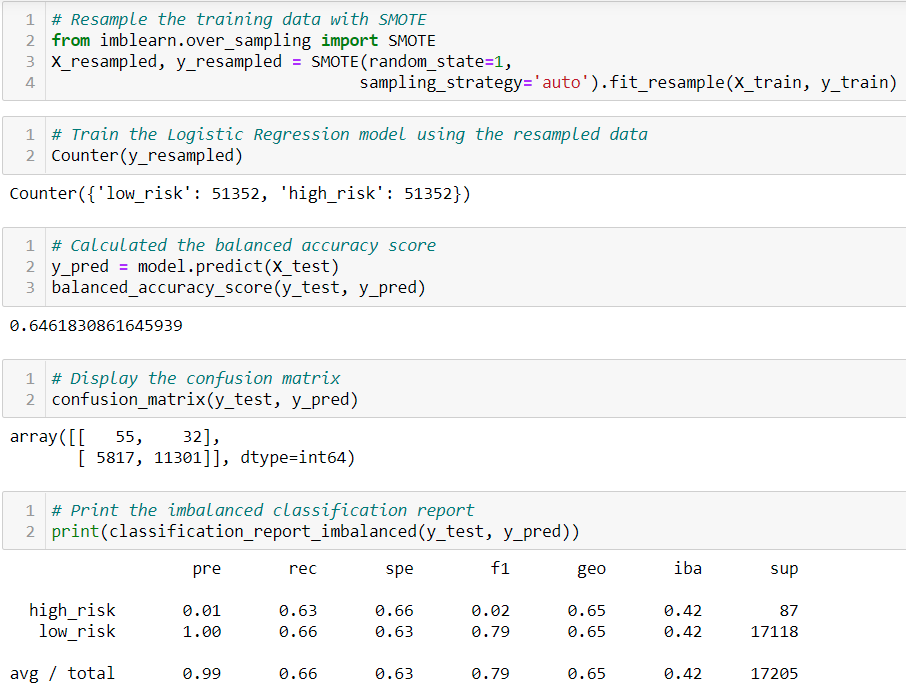 1 # Resample the training data with SMOTE
2 from imblearn.over_sampling import SMOTE
3 X_resampled, y_resampled = SMOTE(random_state=1,
4 sampling_strategy='auto').fit_resample(X_train, y_train)
1 # Train the Logistic Regression model using the resampled data
2 Counter(y_resampled)
Counter({'low_risk': 51352, 'high_risk': 51352})
1 # Calculated the balanced accuracy score
2 y_pred = model.predict(X_test)
3 balanced_accuracy_score(y_test, y_pred)
0.6461830861645939
1 # Display the confusion matrix
2 confusion_matrix(y_test, y_pred)
array([[   55,    32],
       [ 5817, 11301]], dtype=int64)
1 # Print the imbalanced classification report
2 print(classification_report_imbalanced(y_test, y_pred))
pre rec spe f1 geo iba sup
high_risk 0.01 0.63 0.66 0.02 0.65 0.42 87
low_risk 1.00 0.66 0.63 0.79 0.65 0.42 17118
avg / total 0.99 0.66 0.63 0.79 0.65 0.42 17205